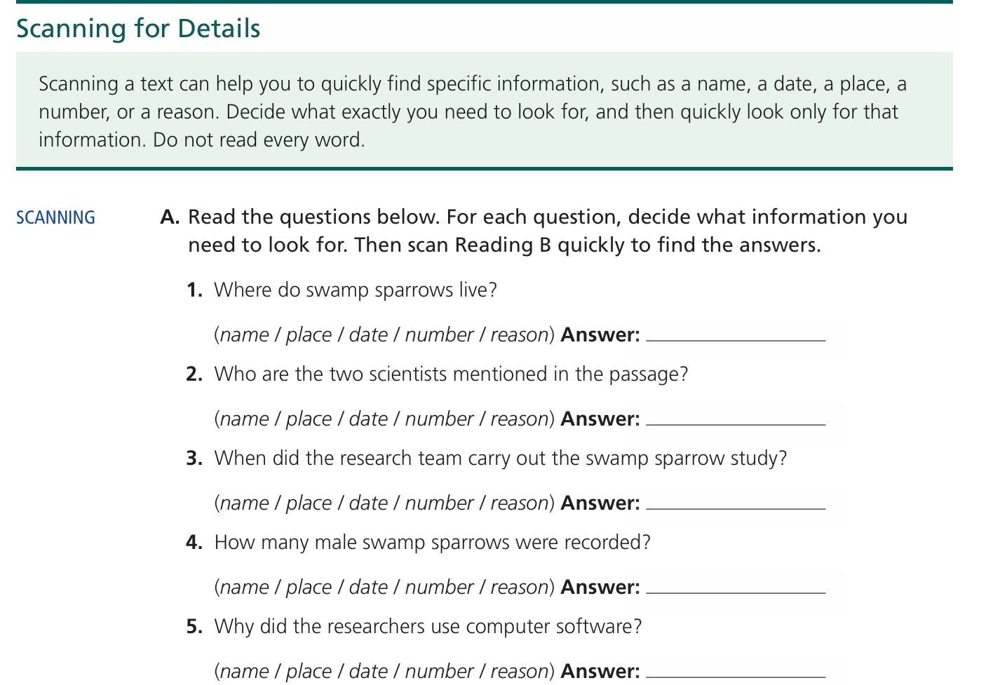 Scanning for Details
Scanning a text can help you to quickly find specific information, such as a name, a date, a place, a
number, or a reason. Decide what exactly you need to look for, and then quickly look only for that
information. Do not read every word.
SCANNING
A. Read the questions below. For each question, decide what information you
need to look for. Then scan Reading B quickly to find the answers.
1. Where do swamp sparrows live?
(name / place / date / number / reason) Answer:
2. Who are the two scientists mentioned in the passage?
(name / place / date / number / reason) Answer:
3. When did the research team carry out the swamp sparrow study?
(name / place / date / number / reason) Answer:
4. How many male swamp sparrows were recorded?
(name / place / date / number / reason) Answer:
5. Why did the researchers use computer software?
(name / place / date / number / reason) Answer: